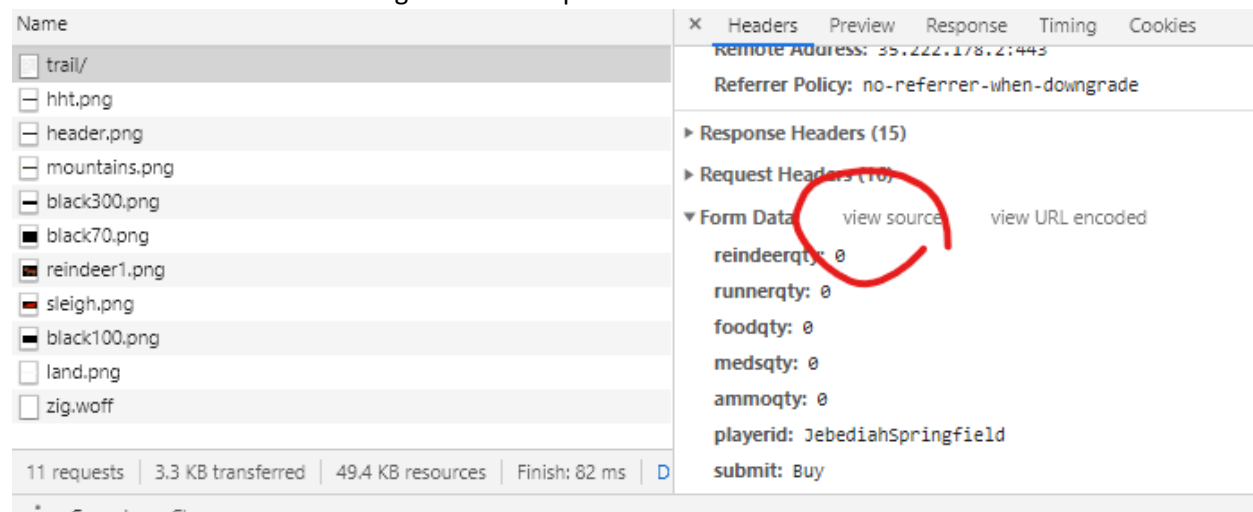 Name
trail/
hht.png
header.png
mountains.png
black300.png
black70.png
reindeer1.png
sleigh.png
black100.png
land.png
zig.woff
11 requests | 3.3 KB transferred | 49.4 KB resources | Finish: 82 ms | D
× Headers Preview Response Timing Cookies
Remote Address: 35.222.178.2:443
Referrer Policy: no-referrer-when-downgrade
Response Headers (15)
Request Headers (16)
Form Data view source view URL encoded
reindeerqty: 0
runnerqty: 0
foodqty: 0
medsqty: 0
ammoqty: 0
playerid: JebediahSpringfield
submit: Buy